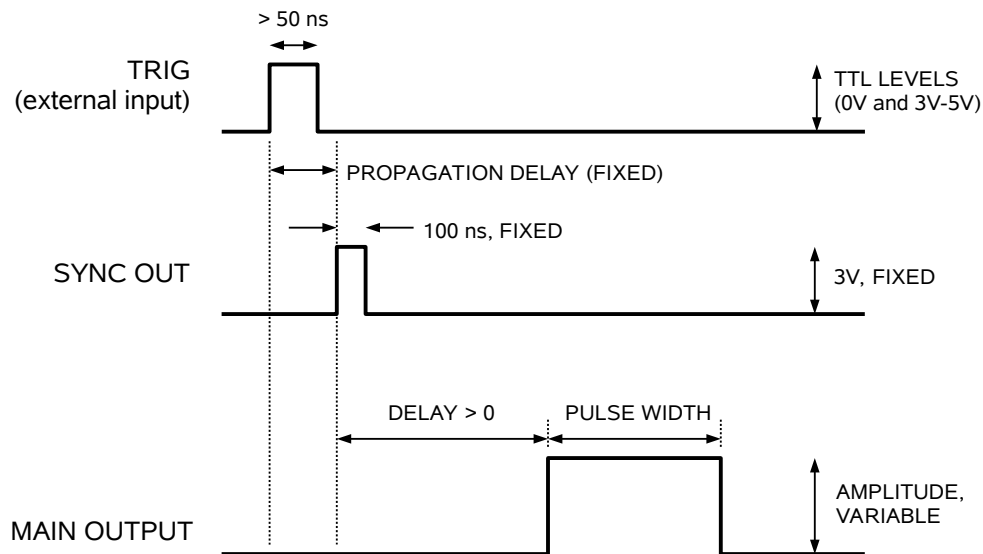 > 50 ns
TRIG
(external input)
TTL LEVELS
(0V and 3V-5V)
PROPAGATION DELAY (FIXED)
100 ns, FIXED
SYNC OUT
3V, FIXED
DELAY > 0
PULSE WIDTH
AMPLITUDE,
VARIABLE
MAIN OUTPUT